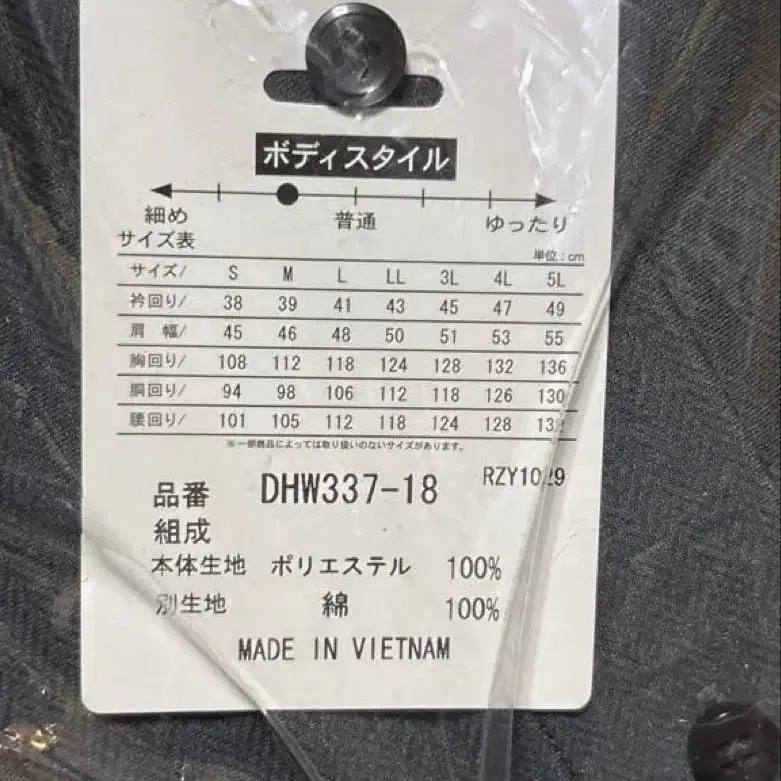 ボディスタイル
細め 普通 ゆったり
サイズ表
単位:cm
サイズ/ S M L LL 3L 4L 5L
衿回り/ 38 39 41 43 45 47 49
肩 幅/ 45 46 48 50 51 53 55
胸回り/ 108 112 118 124 128 132 136
胴回り/ 94 98 106 112 118 126 130
腰回り/ 101 105 112 118 124 128
※一部商品によっては取り扱いのないサイズがあります。
品番 DHW337-18
組成
本体生地 ポリエステル 100%
別生地 綿 100%
MADE IN VIETNAM